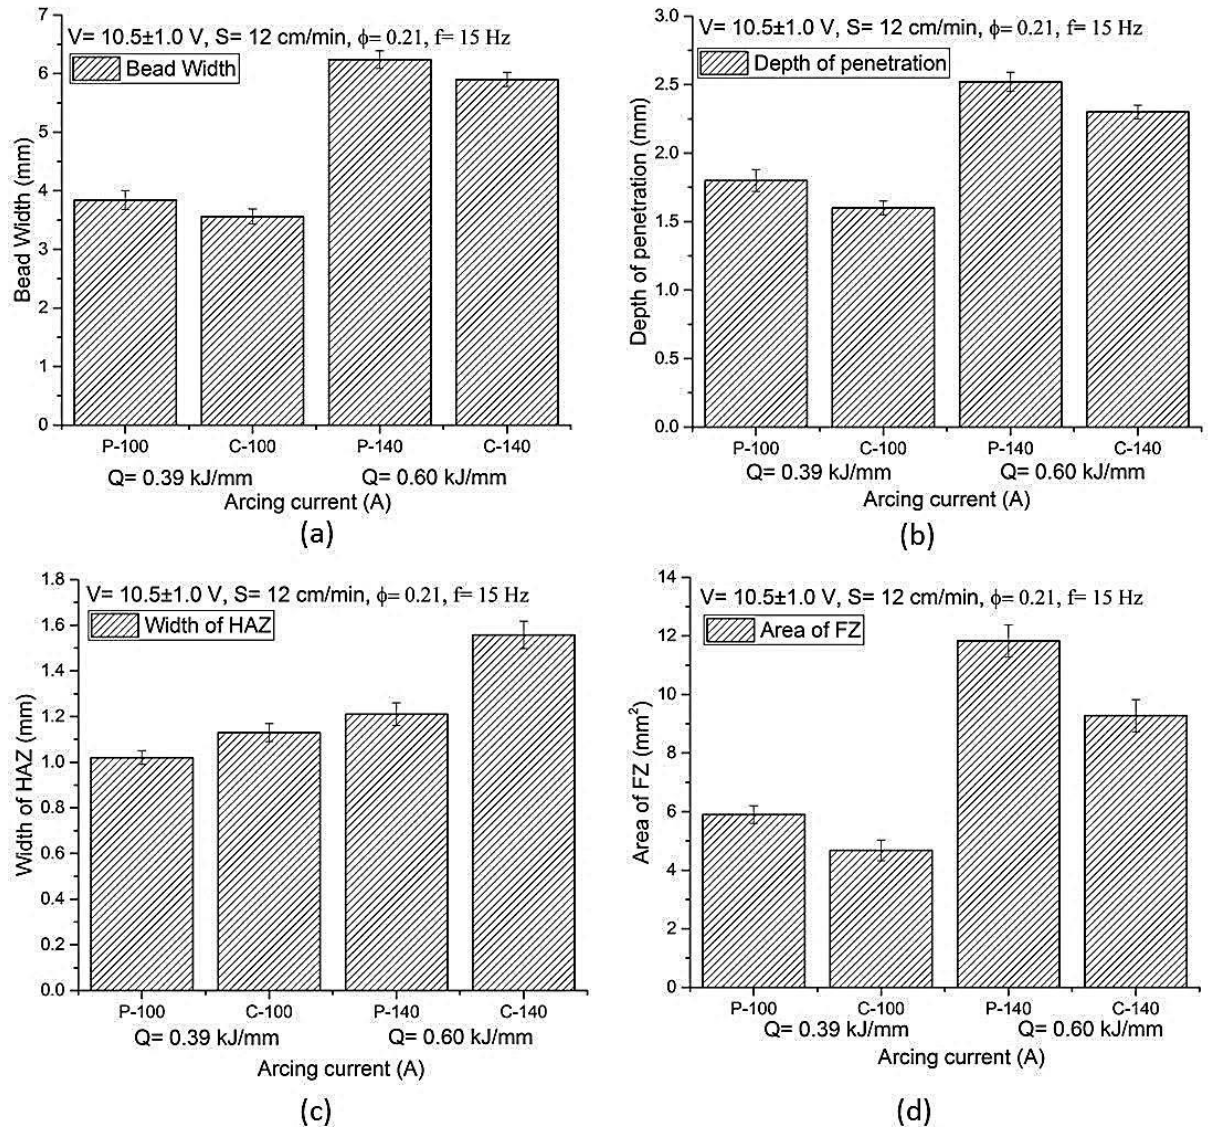 V= 10.5±1.0 V, S= 12 cm/min, ϕ= 0.21, f= 15 Hz
Bead Width
Bead Width (mm)
7
6
5
4
3
2
1
0
P-100 C-100 P-140 C-140
Q= 0.39 kJ/mm Q= 0.60 kJ/mm
Arcing current (A)
(a)
V= 10.5±1.0 V, S= 12 cm/min, ϕ= 0.21, f= 15 Hz
Depth of penetration
Depth of penetration (mm)
3.0
2.5
2.0
1.5
1.0
0.5
0.0
P-100 C-100 P-140 C-140
Q= 0.39 kJ/mm Q= 0.60 kJ/mm
Arcing current (A)
(b)
V= 10.5±1.0 V, S= 12 cm/min, ϕ= 0.21, f= 15 Hz
Width of HAZ
Width of HAZ (mm)
1.8
1.6
1.4
1.2
1.0
0.8
0.6
0.4
0.2
0.0
P-100 C-100 P-140 C-140
Q= 0.39 kJ/mm Q= 0.60 kJ/mm
Arcing current (A)
(c)
V= 10.5±1.0 V, S= 12 cm/min, ϕ= 0.21, f= 15 Hz
Area of FZ
Area of FZ (mm²)
14
12
10
8
6
4
2
0
P-100 C-100 P-140 C-140
Q= 0.39 kJ/mm Q= 0.60 kJ/mm
Arcing current (A)
(d)